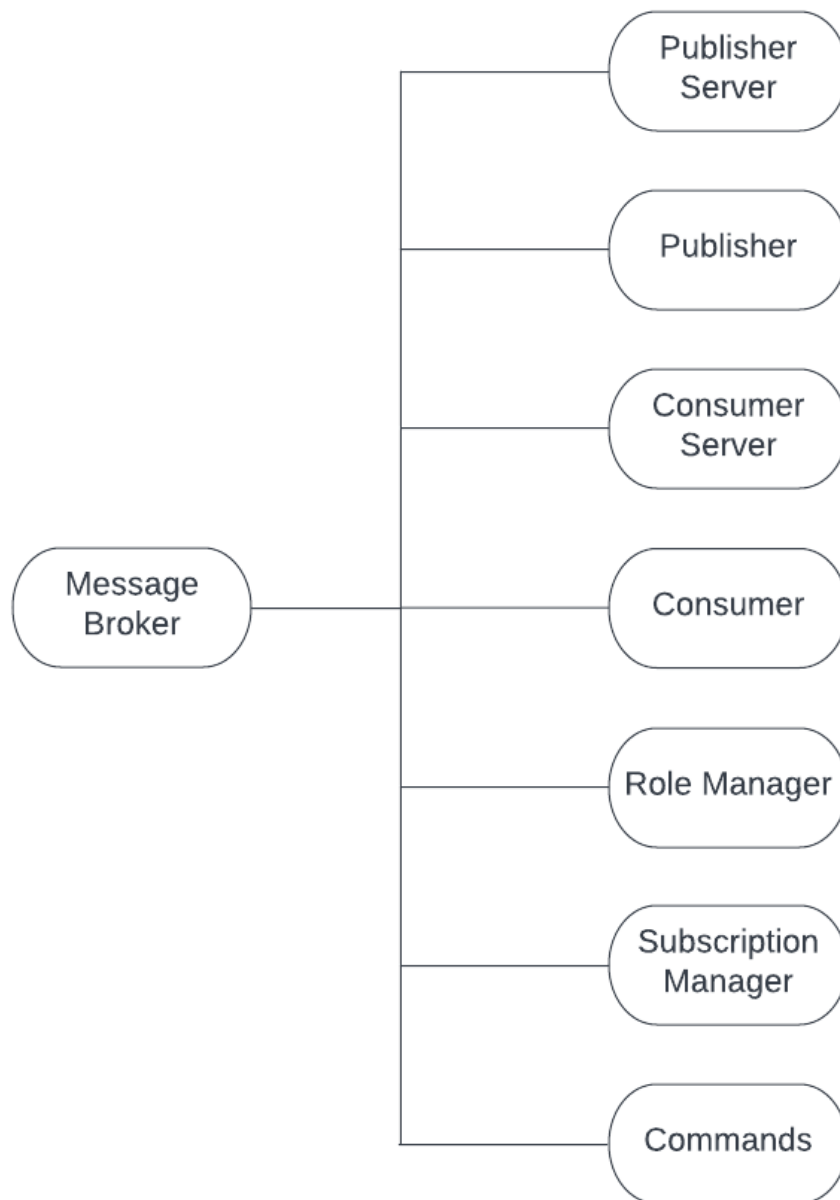 Publisher
Server
Publisher
Consumer
Server
Message
Broker
Consumer
Role Manager
Subscription
Manager
Commands